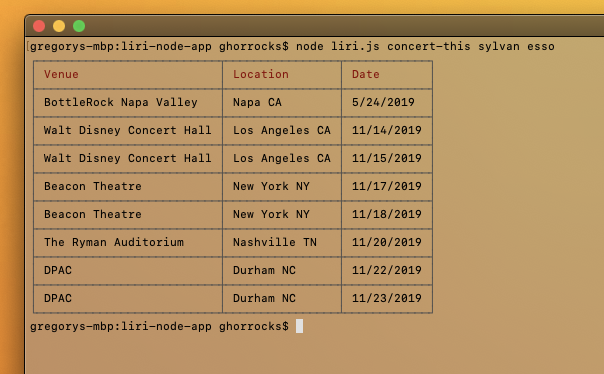 [gregorys-mbp:liri-node-app ghorrocks$ node liri.js concert-this sylvan esso
Venue Location Date
BottleRock Napa Valley Napa CA 5/24/2019
Walt Disney Concert Hall Los Angeles CA 11/14/2019
Walt Disney Concert Hall Los Angeles CA 11/15/2019
Beacon Theatre New York NY 11/17/2019
Beacon Theatre New York NY 11/18/2019
The Ryman Auditorium Nashville TN 11/20/2019
DPAC Durham NC 11/22/2019
DPAC Durham NC 11/23/2019
gregorys-mbp:liri-node-app ghorrocks$